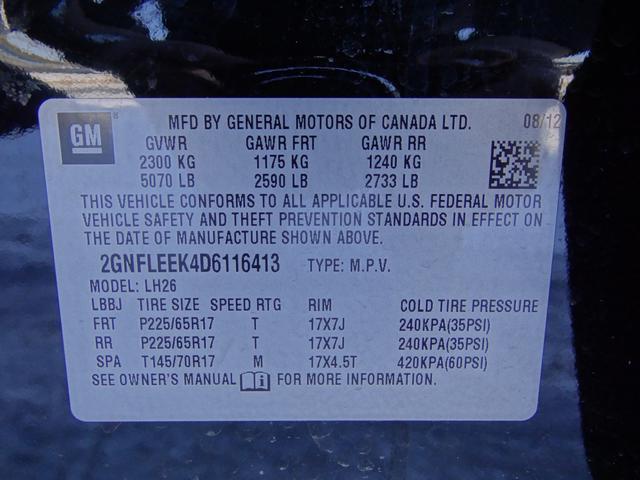 GM ® MFD BY GENERAL MOTORS OF CANADA LTD. 08/12
GVWR GAWR FRT GAWR RR
2300 KG 1175 KG 1240 KG
5070 LB 2590 LB 2733 LB
THIS VEHICLE CONFORMS TO ALL APPLICABLE U.S. FEDERAL MOTOR
VEHICLE SAFETY AND THEFT PREVENTION STANDARDS IN EFFECT ON
THE DATE OF MANUFACTURE SHOWN ABOVE.
2GNFLEEK4D6116413 TYPE: M.P.V.
MODEL: LH26
LBBJ TIRE SIZE SPEED RTG RIM COLD TIRE PRESSURE
FRT P225/65R17 T 17X7J 240KPA(35PSI)
RR P225/65R17 T 17X7J 240KPA(35PSI)
SPA T145/70R17 M 17X4.5T 420KPA(60PSI)
SEE OWNER'S MANUAL FOR MORE INFORMATION.